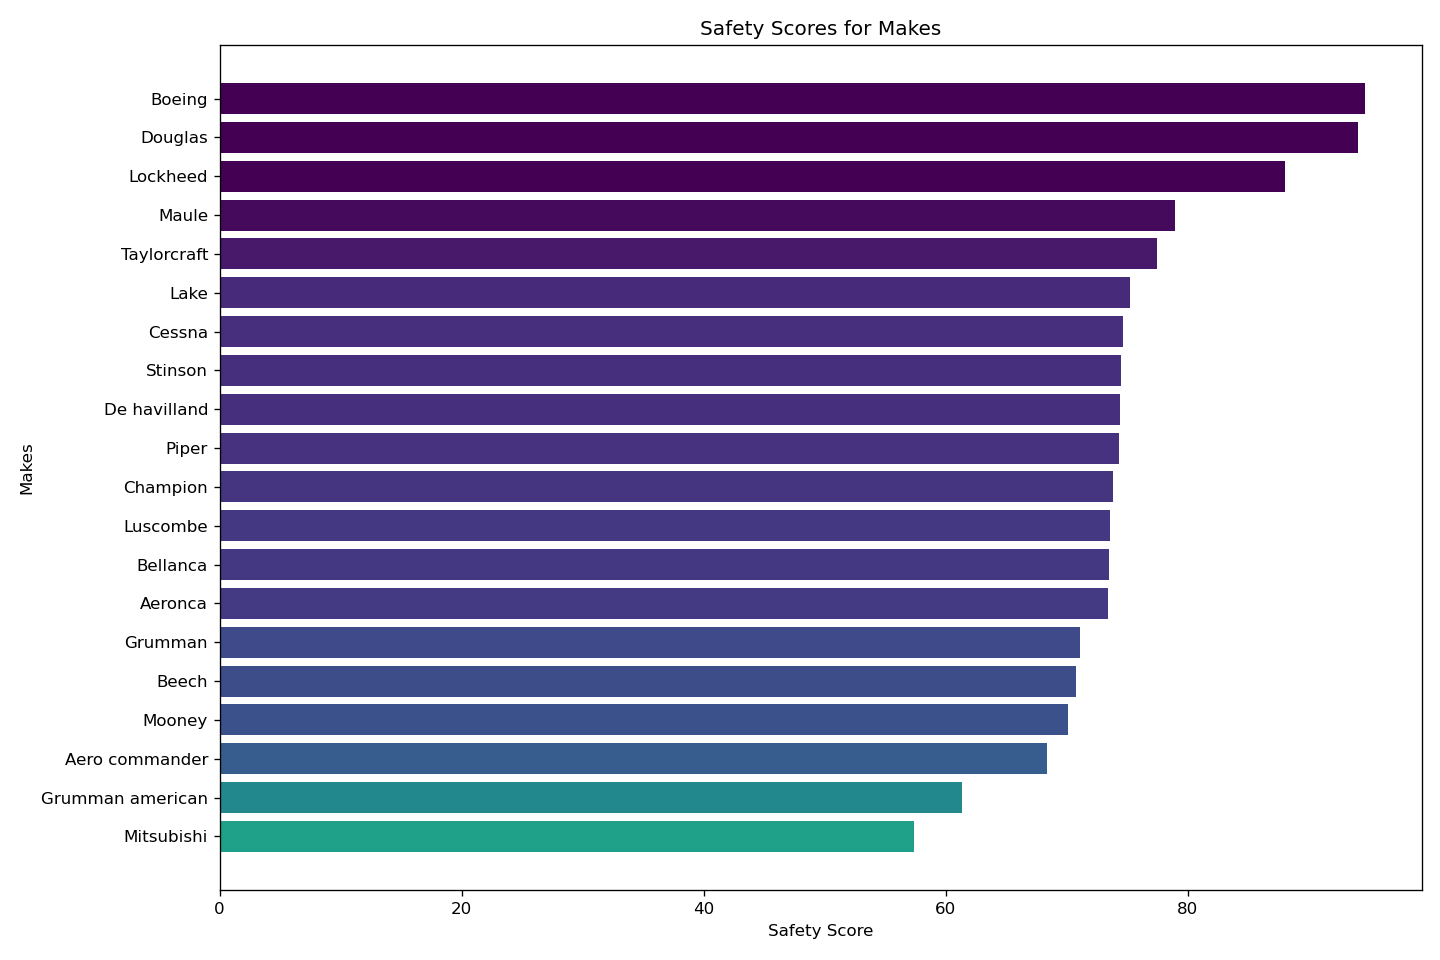 Safety Scores for Makes
Boeing
Douglas
Lockheed
Maule
Taylorcraft
Lake
Cessna
Stinson
De havilland
Piper
Champion
Luscombe
Bellanca
Aeronca
Grumman
Beech
Mooney
Aero commander
Grumman american
Mitsubishi
Makes
0 20 40 60 80
Safety Score